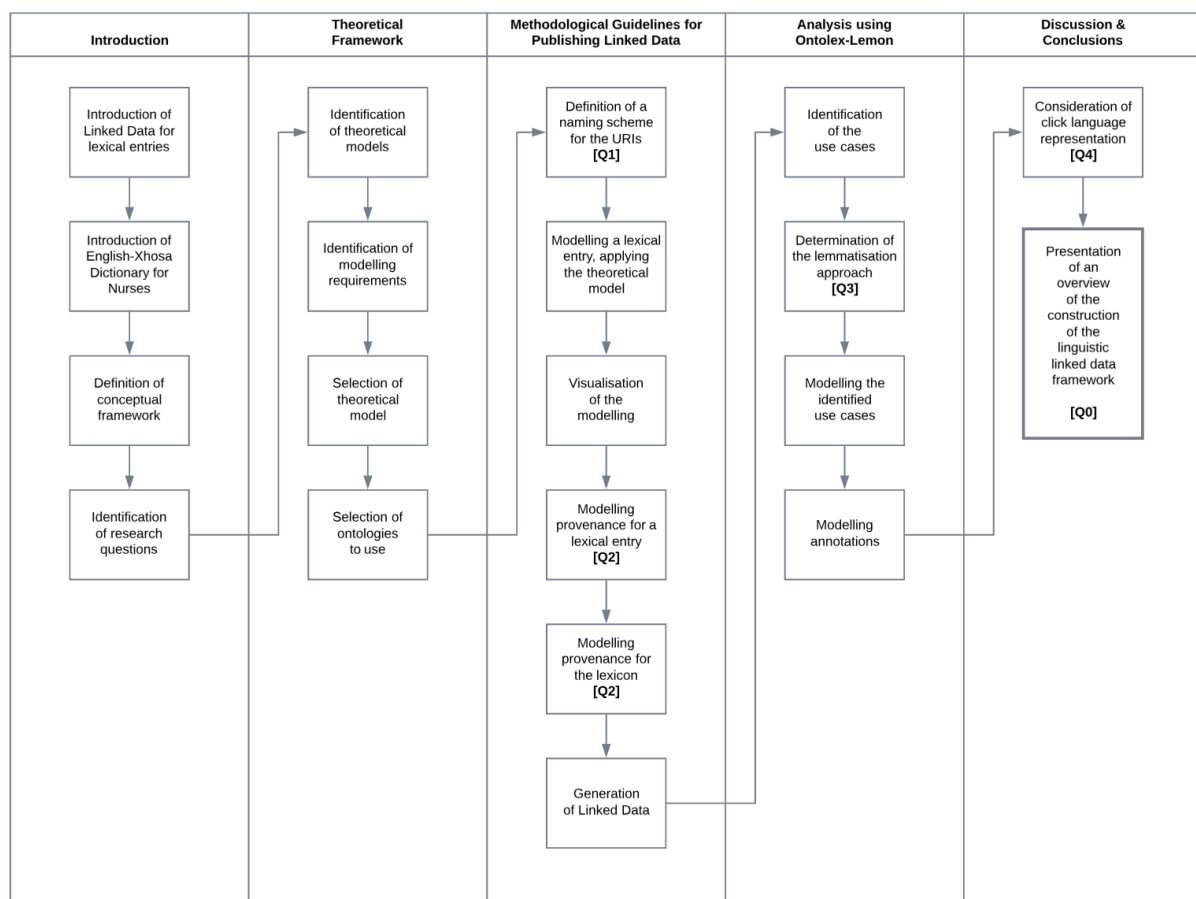 Introduction
Theoretical
Framework
Methodological Guidelines for
Publishing Linked Data
Analysis using
Ontolex-Lemon
Discussion &
Conclusions
Introduction of
Linked Data for
lexical entries
Introduction of
English-Xhosa
Dictionary for
Nurses
Definition of
conceptual
framework
Identification
of research
questions
Identification
of theoretical
models
Identification of
modelling
requirements
Selection of
theoretical
model
Selection of
ontologies
to use
Definition of a
naming scheme
for the URIs
[Q1]
Modelling a lexical
entry, applying
the theoretical
model
Visualisation
of the
modelling
Modelling
provenance for a
lexical entry
[Q2]
Modelling
provenance for
the lexicon
[Q2]
Generation
of Linked Data
Identification
of the
use cases
Determination of
the lemmatisation
approach
[Q3]
Modelling the
identified
use cases
Modelling
annotations
Consideration of
click language
representation
[Q4]
Presentation
of an
overview
of the
construction
of the
linguistic
linked data
framework
[Q0]